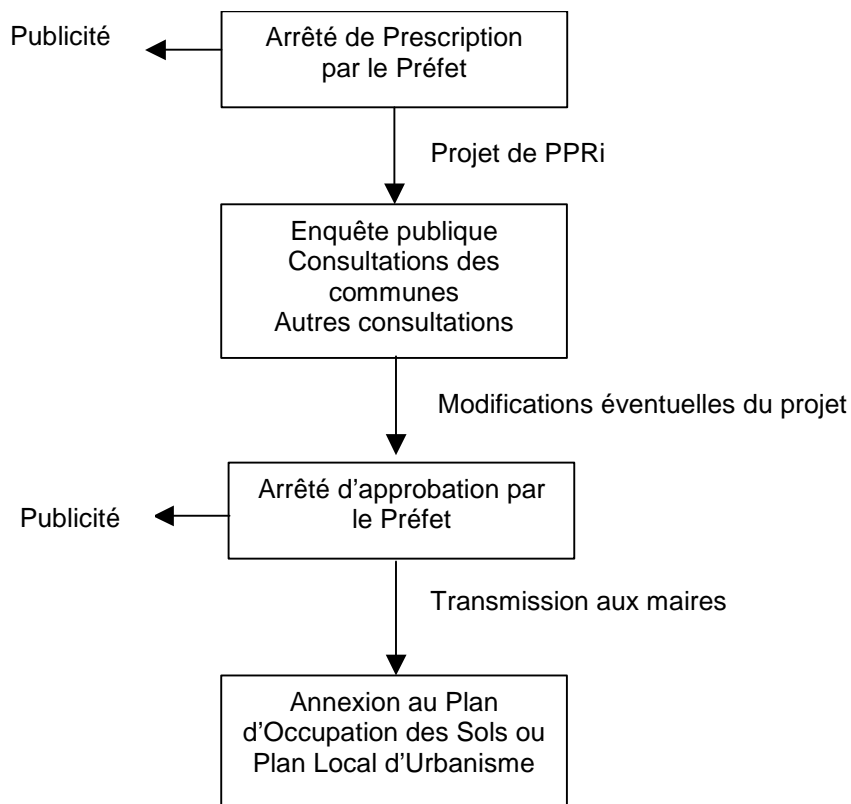 Publicité
Arrêté de Prescription
par le Préfet
Projet de PPRi
Enquête publique
Consultations des
communes
Autres consultations
Modifications éventuelles du projet
Arrêté d’approbation par
le Préfet
Publicité
Transmission aux maires
Annexion au Plan
d’Occupation des Sols ou
Plan Local d’Urbanisme